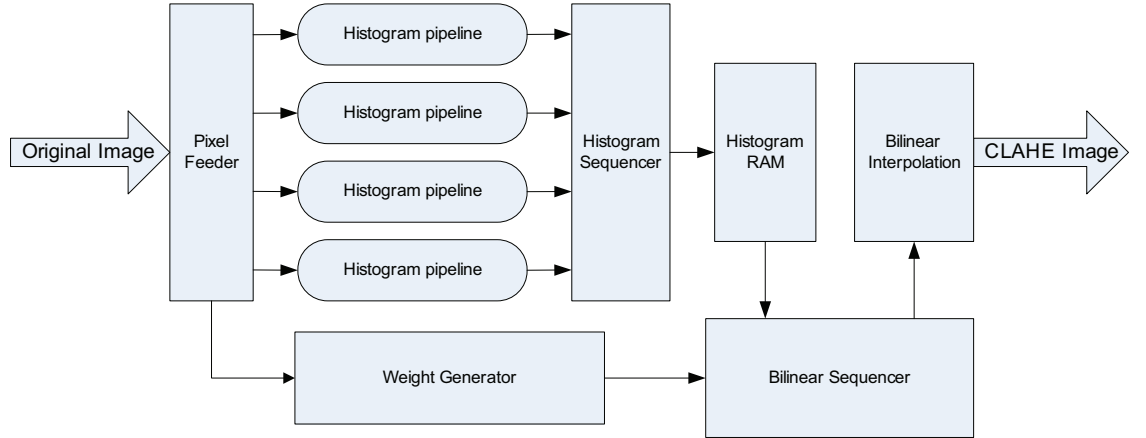 Original Image
Pixel
Feeder
Histogram pipeline
Histogram pipeline
Histogram pipeline
Histogram pipeline
Histogram
Sequencer
Histogram
RAM
Bilinear
Interpolation
CLAHE Image
Weight Generator
Bilinear Sequencer